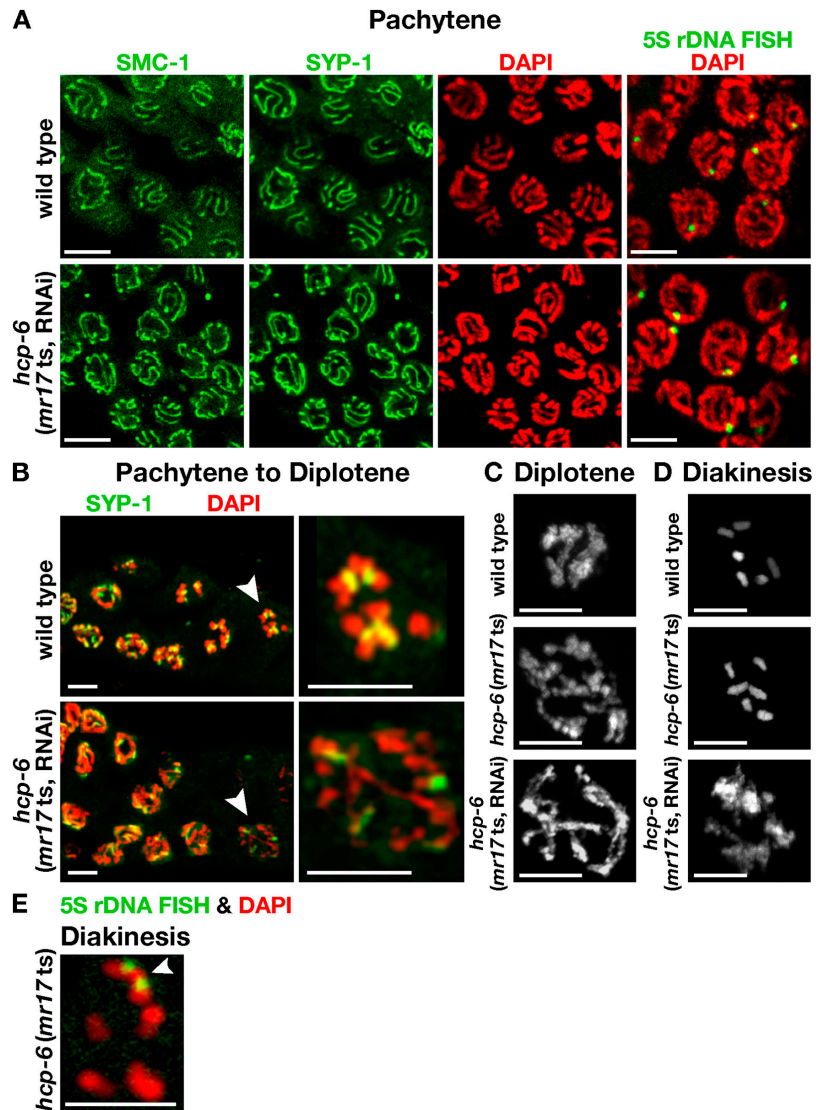 A
Pachytene
SMC-1
SYP-1
DAPI
5S rDNA FISH
DAPI
wild type
hcp-6
(mr17ts, RNAi)
B
Pachytene to Diplotene
SYP-1
DAPI
wild type
hcp-6
(mr17ts, RNAi)
C
Diplotene
wild type
hcp-6 (mr17ts)
hcp-6
(mr17ts, RNAi)
D
Diakinesis
wild type
hcp-6 (mr17ts)
hcp-6
(mr17ts, RNAi)
E
5S rDNA FISH & DAPI
Diakinesis
hcp-6 (mr17ts)